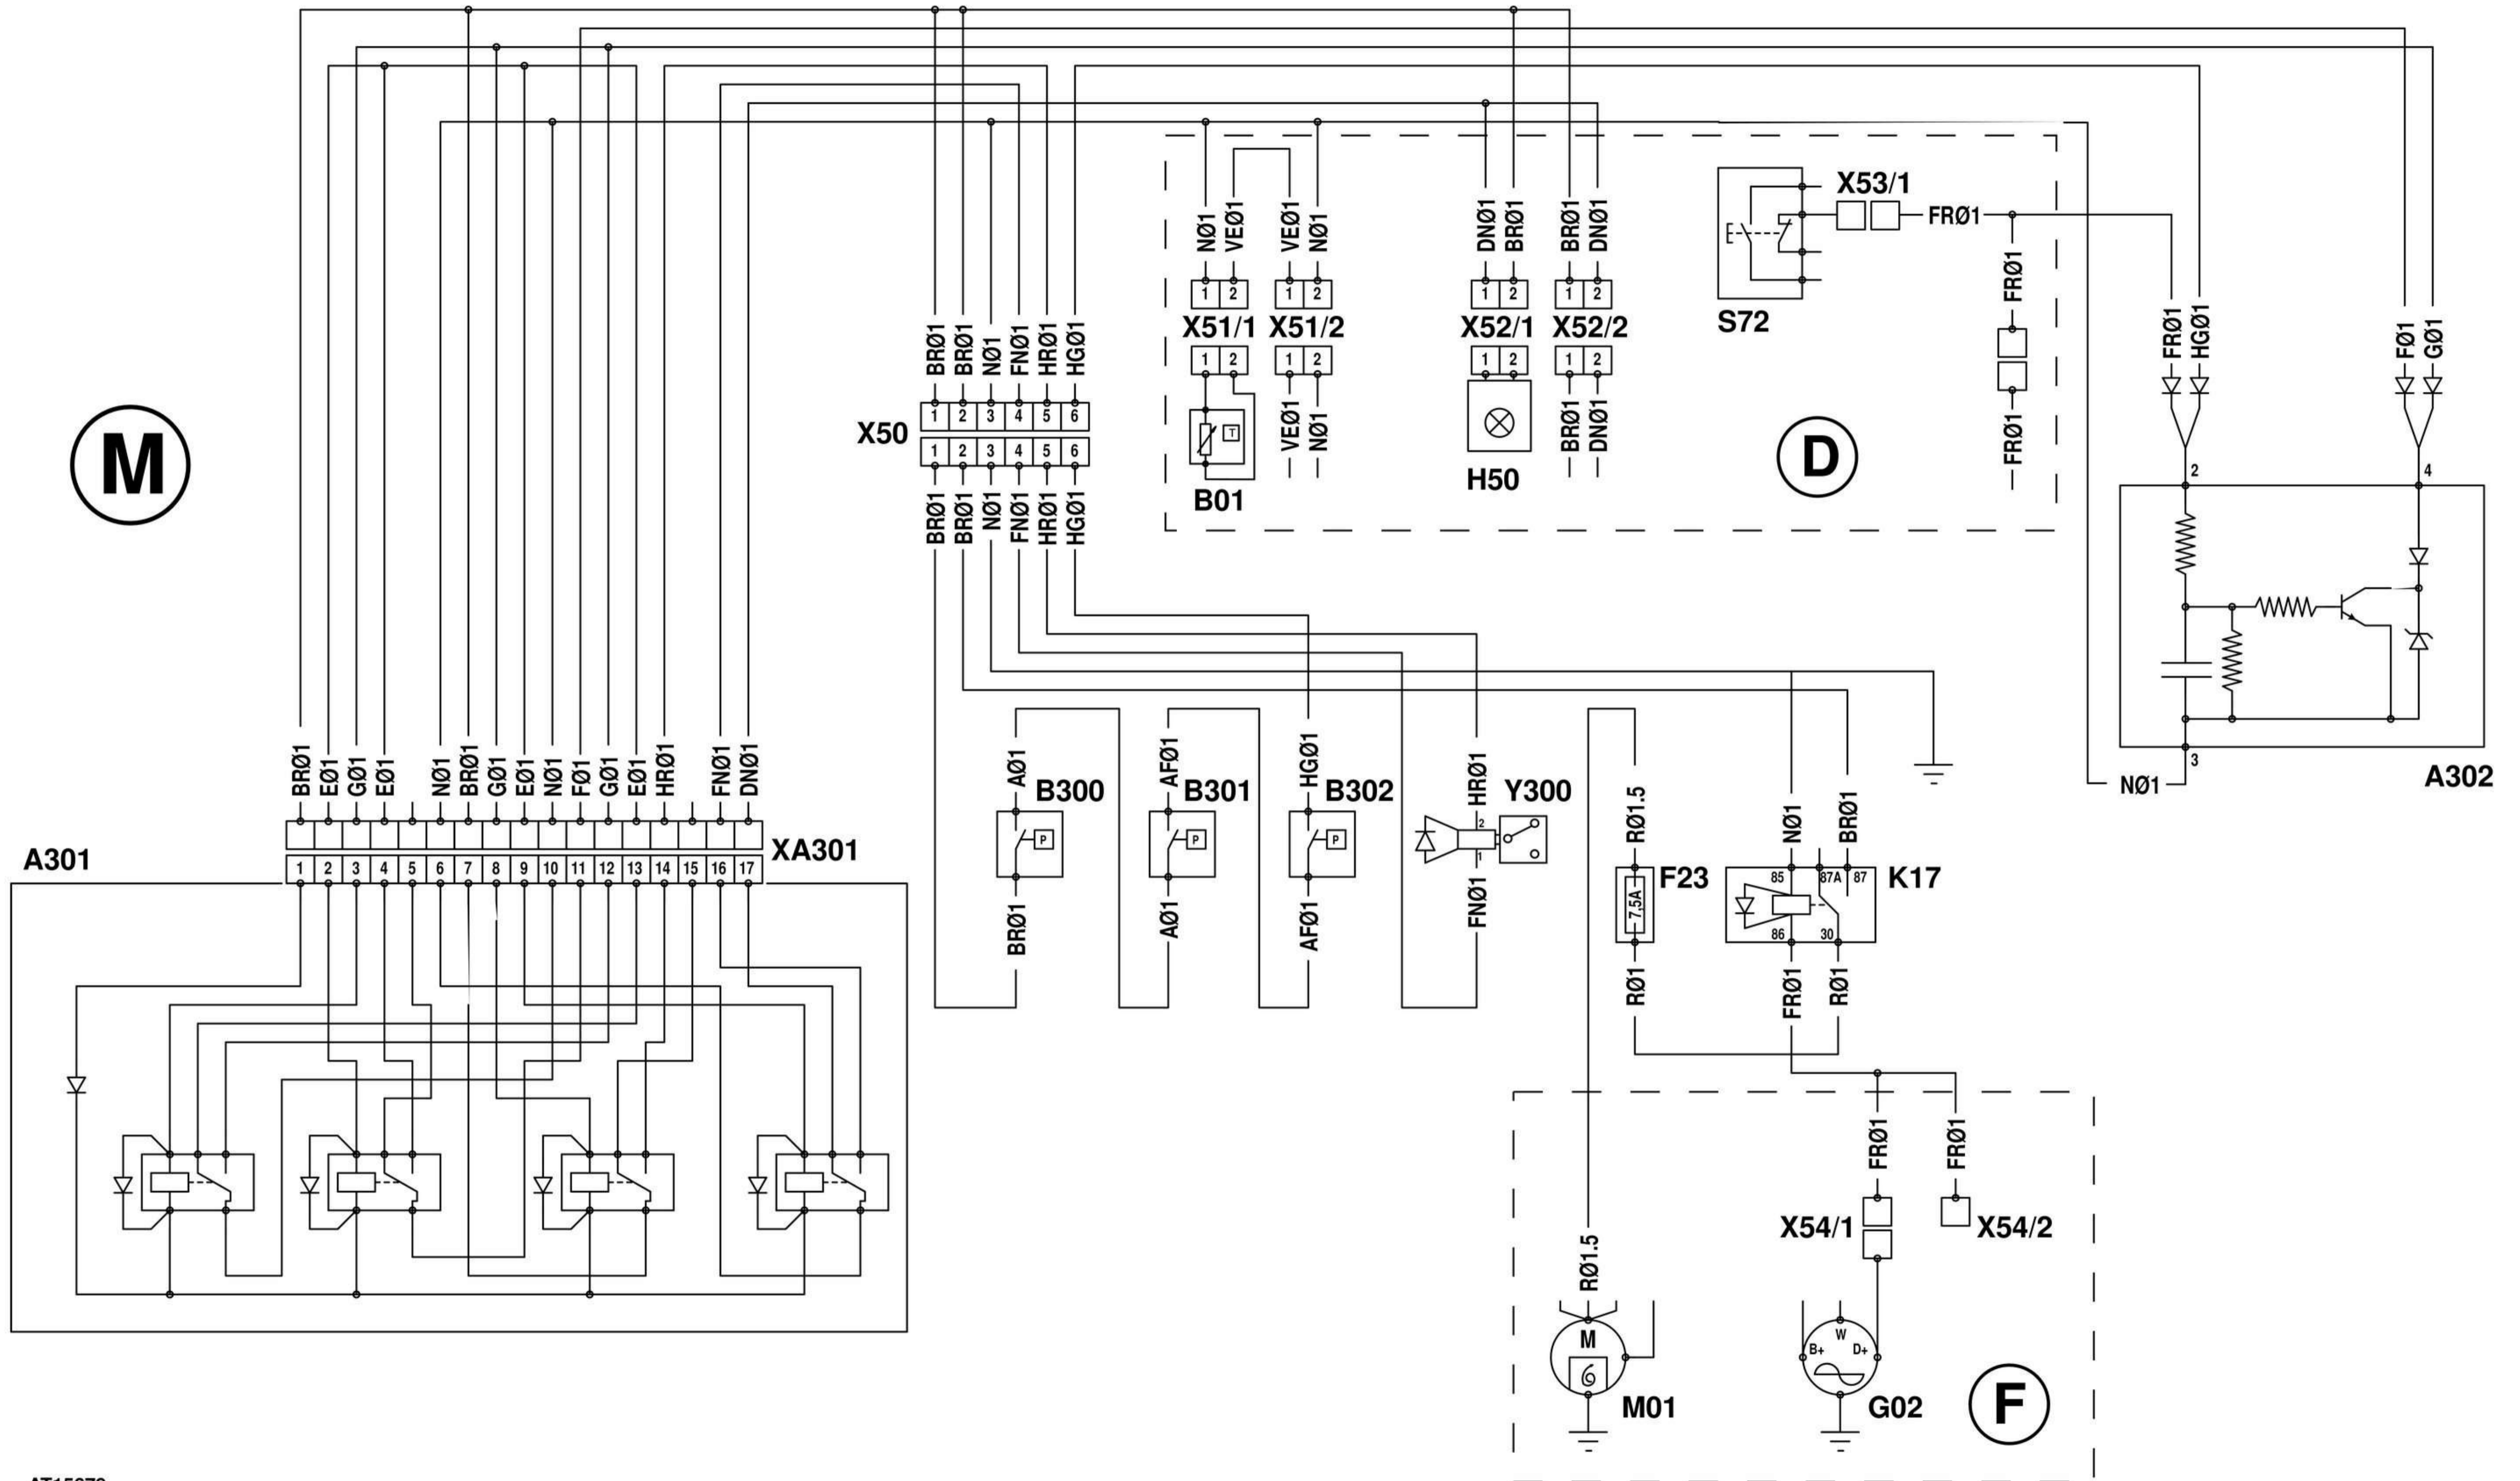 X53/1
FRØ1
NØ1 VEØ1 VEØ1 NØ1 DNØ1 BRØ1 BRØ1 DNØ1
FRØ1
1 2 1 2 1 2 1 2
X51/1 X51/2 X52/1 X52/2 S72
BRØ1 BRØ1 NØ1 FNØ1 HRØ1 HGØ1
FRØ1 HGØ1 FØ1 GØ1
1 2 1 2 1 2 1 2
1 2 3 4 5 6
X50
1 2 3 4 5 6
T
VEØ1 NØ1 BRØ1 DNØ1
FRØ1
M
D
B01 H50
2 4
BRØ1 BRØ1 NØ1 FNØ1 HRØ1 HGØ1
BRØ1 EØ1 GØ1 EØ1 NØ1 BRØ1 GØ1 EØ1 NØ1 FØ1 GØ1 EØ1 HRØ1 FNØ1 DNØ1
AØ1 AFØ1 HGØ1 HRØ1
B300 B301 B302 Y300
RØ1.5 NØ1 BRØ1
3
NØ1
A302
P P P
2
1
A301
XA301
1 2 3 4 5 6 7 8 9 10 11 12 13 14 15 16 17
BRØ1 AØ1 AFØ1 FNØ1
F23
7,5A
85 87A 87
86 30
K17
RØ1 FRØ1 RØ1
FRØ1 FRØ1
X54/1 X54/2
RØ1.5
M
M01
W
B+ D+
G02
F